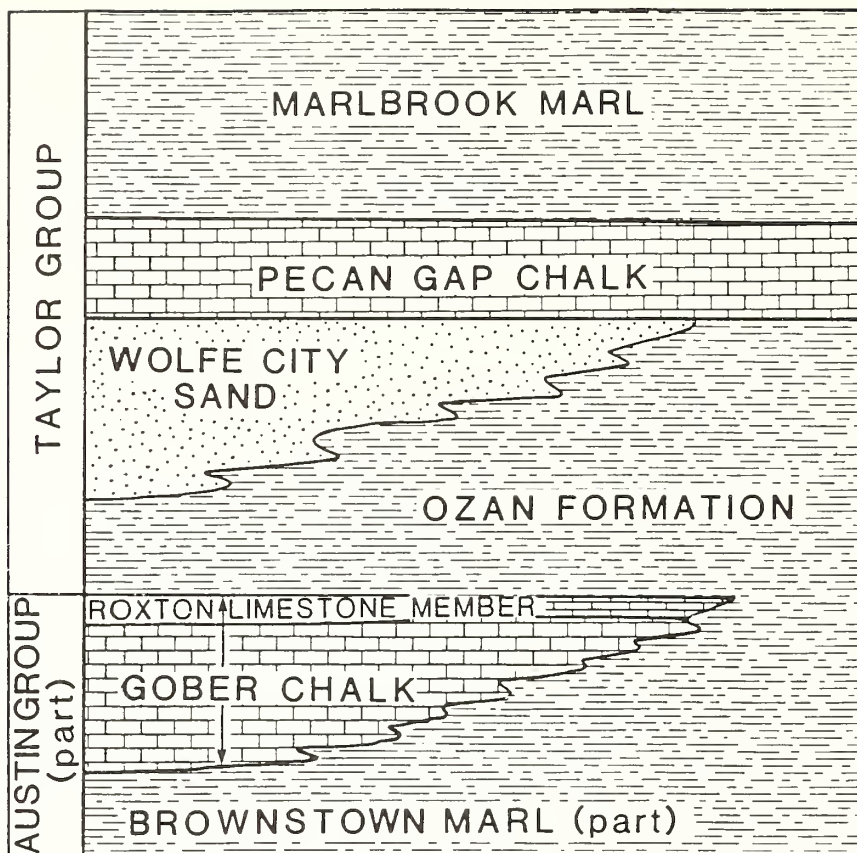 TAYLOR GROUP
MARLBROOK MARL
PECAN GAP CHALK
WOLFE CITY
SAND
OZAN FORMATION
AUSTIN GROUP
(part)
ROXTON LIMESTONE MEMBER
GOBER CHALK
BROWNSTOWN MARL (part)